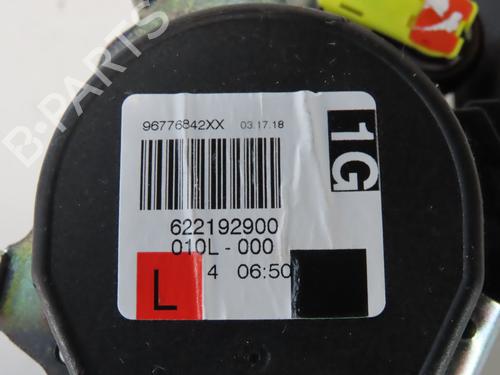 B-PARTS
96776842XX 03.17.18
1G
622192900
010L - 000
L 4 06:50